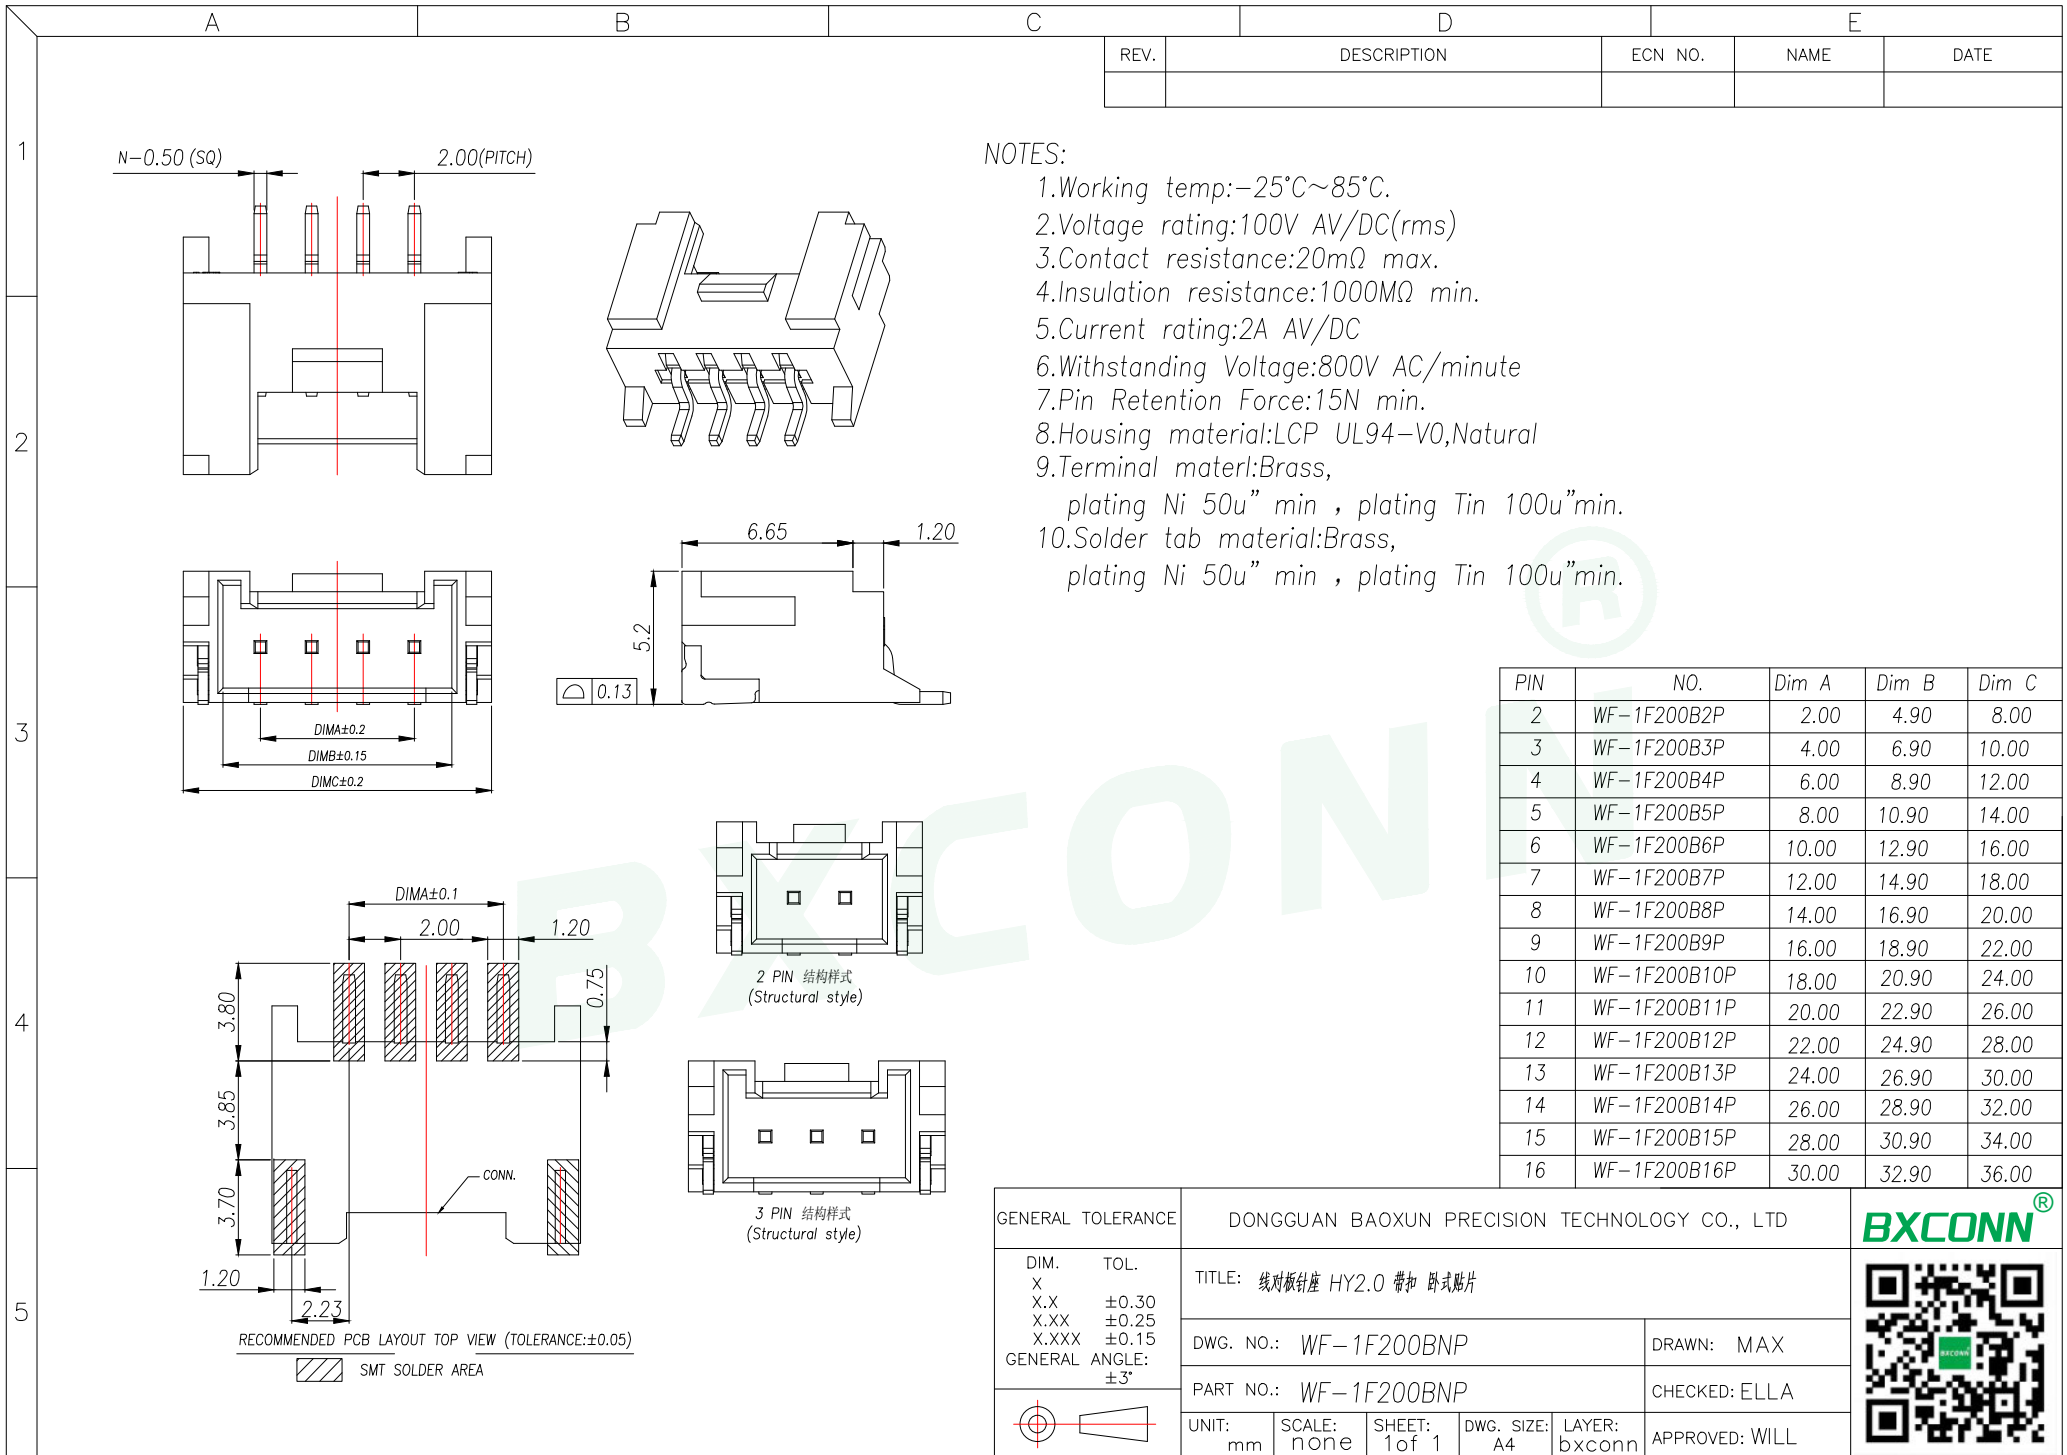 A B C D E
REV. DESCRIPTION ECN NO. NAME DATE
1
2
3
4
5
N-0.50 (SQ)
2.00(PITCH)
NOTES:
1.Working temp:-25°C~85°C.
2.Voltage rating:100V AV/DC(rms)
3.Contact resistance:20mΩ max.
4.Insulation resistance:1000MΩ min.
5.Current rating:2A AV/DC
6.Withstanding Voltage:800V AC/minute
7.Pin Retention Force:15N min.
8.Housing material:LCP UL94-V0,Natural
9.Terminal materl:Brass,
plating Ni 50u" min , plating Tin 100u"min.
10.Solder tab material:Brass,
plating Ni 50u" min , plating Tin 100u"min.
6.65
1.20
5.2
0.13
DIMA±0.2
DIMB±0.15
DIMC±0.2
BXCONN®
PIN NO. Dim A Dim B Dim C
2 WF-1F200B2P 2.00 4.90 8.00
3 WF-1F200B3P 4.00 6.90 10.00
4 WF-1F200B4P 6.00 8.90 12.00
5 WF-1F200B5P 8.00 10.90 14.00
6 WF-1F200B6P 10.00 12.90 16.00
7 WF-1F200B7P 12.00 14.90 18.00
8 WF-1F200B8P 14.00 16.90 20.00
9 WF-1F200B9P 16.00 18.90 22.00
10 WF-1F200B10P 18.00 20.90 24.00
11 WF-1F200B11P 20.00 22.90 26.00
12 WF-1F200B12P 22.00 24.90 28.00
13 WF-1F200B13P 24.00 26.90 30.00
14 WF-1F200B14P 26.00 28.90 32.00
15 WF-1F200B15P 28.00 30.90 34.00
16 WF-1F200B16P 30.00 32.90 36.00
DIMA±0.1
2.00
1.20
0.75
3.80
3.85
3.70
1.20
2.23
CONN.
RECOMMENDED PCB LAYOUT TOP VIEW (TOLERANCE:±0.05)
SMT SOLDER AREA
2 PIN 结构样式
(Structural style)
3 PIN 结构样式
(Structural style)
GENERAL TOLERANCE
DIM. TOL.
X
X.X ±0.30
X.XX ±0.25
X.XXX ±0.15
GENERAL ANGLE:
±3°
DONGGUAN BAOXUN PRECISION TECHNOLOGY CO., LTD
TITLE: 线对板针座 HY2.0 带扣 卧式贴片
DWG. NO.: WF-1F200BNP
DRAWN: MAX
PART NO.: WF-1F200BNP
CHECKED: ELLA
UNIT: mm
SCALE: none
SHEET: 1of 1
DWG. SIZE: A4
LAYER: bxconn
APPROVED: WILL
BXCONN®
BXCONN